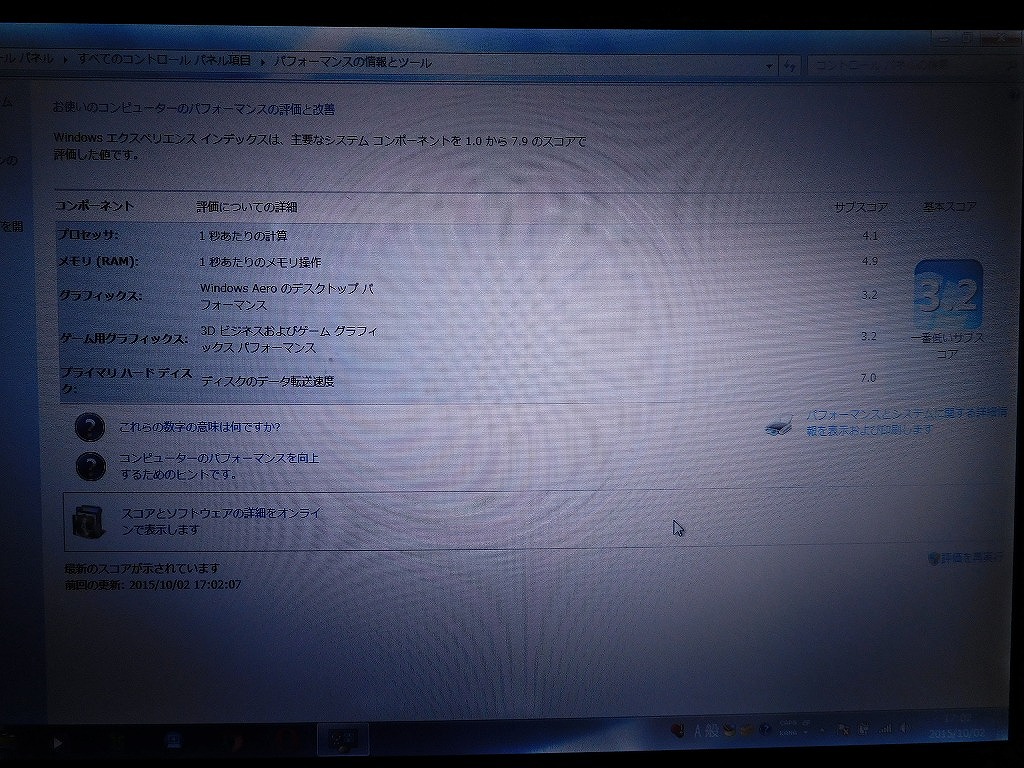 ール パネル ▸ すべてのコントロール パネル項目 ▸ パフォーマンスの情報とツール
お使いのコンピューターのパフォーマンスの評価と改善
Windows エクスペリエンス インデックスは、主要なシステム コンポーネントを 1.0 から 7.9 のスコアで
評価した値です。
コンポーネント 評価についての詳細 サブスコア 基本スコア
プロセッサ: 1 秒あたりの計算 4.1
メモリ (RAM): 1 秒あたりのメモリ操作 4.9
グラフィックス: Windows Aero のデスクトップ パ
フォーマンス 3.2
3.2
一番低いサブス
コア
ゲーム用グラフィックス: 3D ビジネスおよびゲーム グラフィ
ックス パフォーマンス 3.2
プライマリ ハード ディス
ク: ディスクのデータ転送速度 7.0
これらの数字の意味は何ですか?
パフォーマンスとシステムに関する詳細情
報を表示および印刷します
コンピューターのパフォーマンスを向上
するためのヒントです。
スコアとソフトウェアの詳細をオンライ
ンで表示します
最新のスコアが示されています
前回の更新: 2015/10/02 17:02:07
評価を再実行
A 般
CAPS
KANA
2015/10/02